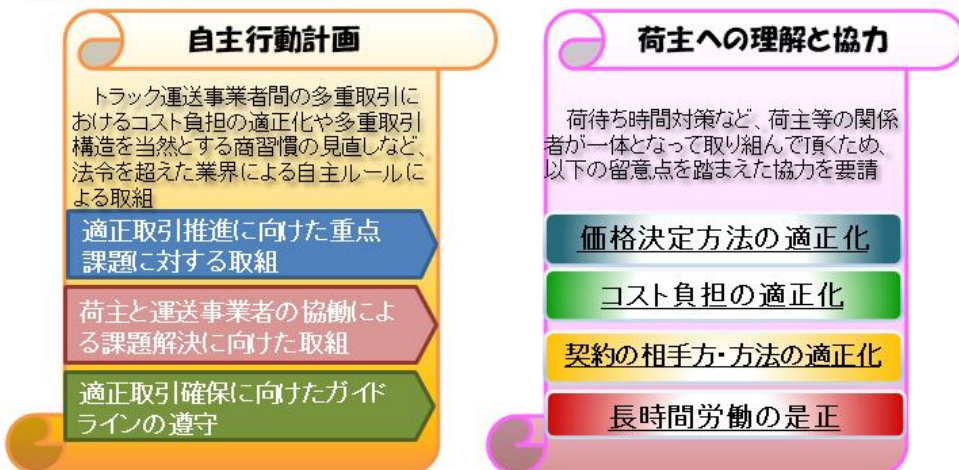 自主行動計画
トラック運送事業者間の多重取引に
おけるコスト負担の適正化や多重取引
構造を当然とする商習慣の見直しなど、
法令を超えた業界による自主ルールに
よる取組
適正取引推進に向けた重点
課題に対する取組
荷主と運送事業者の協働によ
る課題解決に向けた取組
適正取引確保に向けたガイド
ラインの遵守
荷主への理解と協力
荷待ち時間対策など、荷主等の関係
者が一体となって取り組んで頂くため、
以下の留意点を踏まえた協力を要請
価格決定方法の適正化
コスト負担の適正化
契約の相手方・方法の適正化
長時間労働の是正